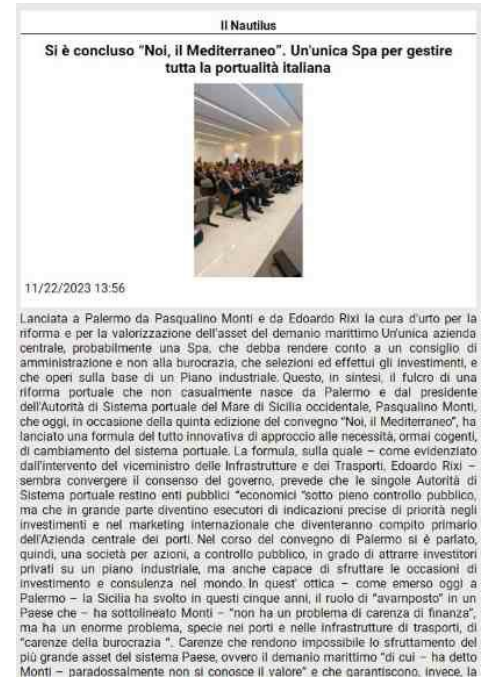 Il Nautilus
Si è concluso "Noi, il Mediterraneo". Un'unica Spa per gestire
tutta la portualità italiana
11/22/2023 13:56
Lanciata a Palermo da Pasqualino Monti e da Edoardo Rixi la cura d'urto per la
riforma e per la valorizzazione dell'asset del demanio marittimo Un'unica azienda
centrale, probabilmente una Spa, che debba rendere conto a un consiglio di
amministrazione e non alla burocrazia, che selezioni ed effettui gli investimenti, e
che operi sulla base di un Piano industriale. Questo, in sintesi, il fulcro di una
riforma portuale che non casualmente nasce da Palermo e dal presidente
dell'Autorità di Sistema portuale del Mare di Sicilia occidentale, Pasqualino Monti,
che oggi, in occasione della quinta edizione del convegno "Noi, il Mediterraneo", ha
lanciato una formula del tutto innovativa di approccio alle necessità, ormai cogenti,
di cambiamento del sistema portuale. La formula, sulla quale – come evidenziato
dall'intervento del viceministro delle Infrastrutture e dei Trasporti, Edoardo Rixi –
sembra convergere il consenso del governo, prevede che le singole Autorità di
Sistema portuale restino enti pubblici "economici "sotto pieno controllo pubblico,
ma che in grande parte diventino esecutori di indicazioni precise di priorità negli
investimenti e nel marketing internazionale che diventeranno compito primario
dell'Azienda centrale dei porti. Nel corso del convegno di Palermo si è parlato,
quindi, una società per azioni, a controllo pubblico, in grado di attrarre investitori
privati su un piano industriale, ma anche capace di sfruttare le occasioni di
investimento e consulenza nel mondo. In quest' ottica – come emerso oggi a
Palermo – la Sicilia ha svolto in questi cinque anni, il ruolo di "avamposto" in un
Paese che – ha sottolineato Monti – "non ha un problema di carenza di finanza",
ma ha un enorme problema, specie nei porti e nelle infrastrutture di trasporti, di
"carenze della burocrazia ". Carenze che rendono impossibile lo sfruttamento del
più grande asset del sistema Paese, ovvero il demanio marittimo "di cui – ha detto
Monti – paradossalmente non si conosce il valore" e che garantiscono, invece, la